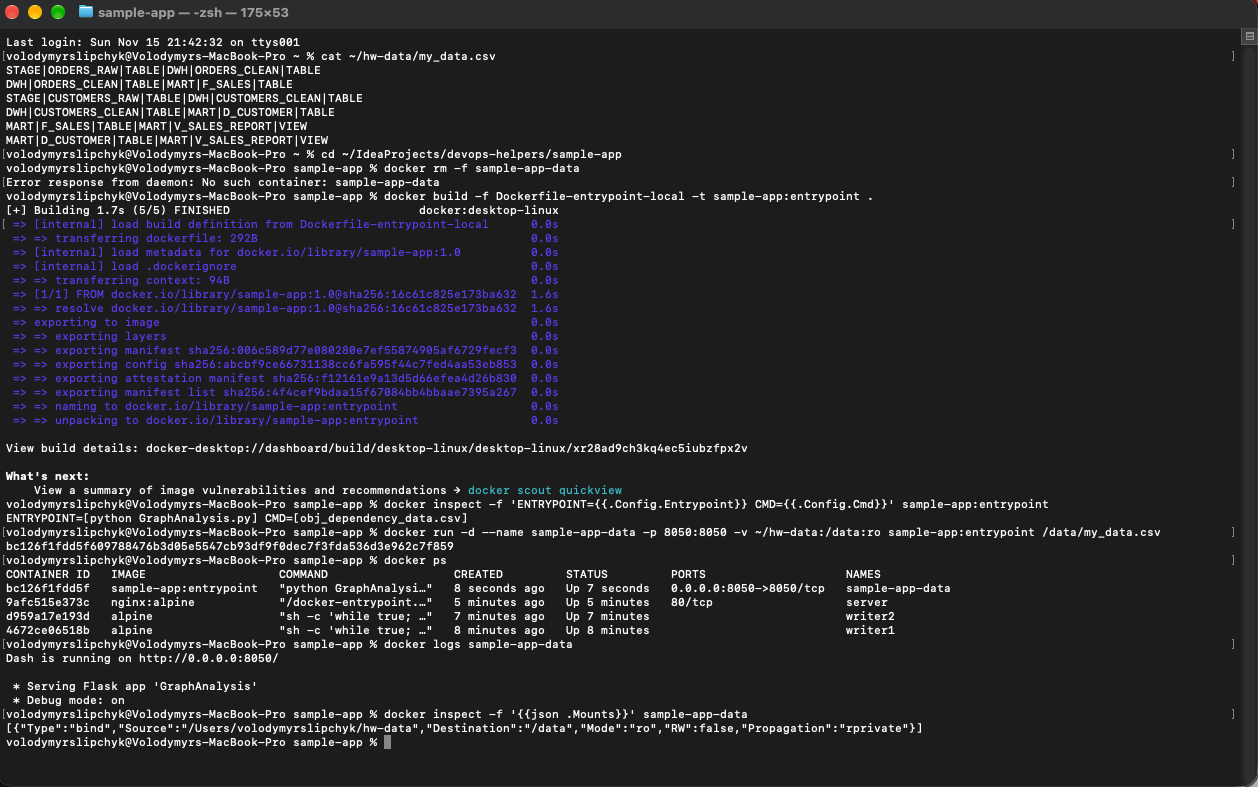 sample-app — -zsh — 175×53
Last login: Sun Nov 15 21:42:32 on ttys001
[volodymyrslipchyk@Volodymyrs-MacBook-Pro ~ % cat ~/hw-data/my_data.csv ]
STAGE|ORDERS_RAW|TABLE|DWH|ORDERS_CLEAN|TABLE
DWH|ORDERS_CLEAN|TABLE|MART|F_SALES|TABLE
STAGE|CUSTOMERS_RAW|TABLE|DWH|CUSTOMERS_CLEAN|TABLE
DWH|CUSTOMERS_CLEAN|TABLE|MART|D_CUSTOMER|TABLE
MART|F_SALES|TABLE|MART|V_SALES_REPORT|VIEW
MART|D_CUSTOMER|TABLE|MART|V_SALES_REPORT|VIEW
[volodymyrslipchyk@Volodymyrs-MacBook-Pro ~ % cd ~/IdeaProjects/devops-helpers/sample-app ]
volodymyrslipchyk@Volodymyrs-MacBook-Pro sample-app % docker rm -f sample-app-data
[Error response from daemon: No such container: sample-app-data ]
volodymyrslipchyk@Volodymyrs-MacBook-Pro sample-app % docker build -f Dockerfile-entrypoint-local -t sample-app:entrypoint .
[+] Building 1.7s (5/5) FINISHED docker:desktop-linux
[ => [internal] load build definition from Dockerfile-entrypoint-local 0.0s ]
=> => transferring dockerfile: 292B 0.0s
=> [internal] load metadata for docker.io/library/sample-app:1.0 0.0s
=> [internal] load .dockerignore 0.0s
=> => transferring context: 94B 0.0s
=> [1/1] FROM docker.io/library/sample-app:1.0@sha256:16c61c825e173ba632 1.6s
=> => resolve docker.io/library/sample-app:1.0@sha256:16c61c825e173ba632 1.6s
=> exporting to image 0.0s
=> => exporting layers 0.0s
=> => exporting manifest sha256:006c589d77e080280e7ef55874905af6729fecf3 0.0s
=> => exporting config sha256:abcbf9ce66731138cc6fa595f44c7fed4aa53eb853 0.0s
=> => exporting attestation manifest sha256:f12161e9a13d5d66efea4d26b830 0.0s
=> => exporting manifest list sha256:4f4cef9bdaa15f67084bb4bbaae7395a267 0.0s
=> => naming to docker.io/library/sample-app:entrypoint 0.0s
=> => unpacking to docker.io/library/sample-app:entrypoint 0.0s
View build details: docker-desktop://dashboard/build/desktop-linux/desktop-linux/xr28ad9ch3kq4ec5iubzfpx2v
What's next:
View a summary of image vulnerabilities and recommendations → docker scout quickview
volodymyrslipchyk@Volodymyrs-MacBook-Pro sample-app % docker inspect -f 'ENTRYPOINT={{.Config.Entrypoint}} CMD={{.Config.Cmd}}' sample-app:entrypoint
ENTRYPOINT=[python GraphAnalysis.py] CMD=[obj_dependency_data.csv]
[volodymyrslipchyk@Volodymyrs-MacBook-Pro sample-app % docker run -d --name sample-app-data -p 8050:8050 -v ~/hw-data:/data:ro sample-app:entrypoint /data/my_data.csv ]
bc126f1fdd5f609788476b3d05e5547cb93df9f0dec7f3fda536d3e962c7f859
[volodymyrslipchyk@Volodymyrs-MacBook-Pro sample-app % docker ps ]
CONTAINER ID IMAGE COMMAND CREATED STATUS PORTS NAMES
bc126f1fdd5f sample-app:entrypoint "python GraphAnalysi…" 8 seconds ago Up 7 seconds 0.0.0.0:8050->8050/tcp sample-app-data
9afc515e373c nginx:alpine "/docker-entrypoint.…" 5 minutes ago Up 5 minutes 80/tcp server
d959a17e193d alpine "sh -c 'while true; …" 7 minutes ago Up 7 minutes writer2
4672ce06518b alpine "sh -c 'while true; …" 8 minutes ago Up 8 minutes writer1
[volodymyrslipchyk@Volodymyrs-MacBook-Pro sample-app % docker logs sample-app-data ]
Dash is running on http://0.0.0.0:8050/
* Serving Flask app 'GraphAnalysis'
* Debug mode: on
[volodymyrslipchyk@Volodymyrs-MacBook-Pro sample-app % docker inspect -f '{{json .Mounts}}' sample-app-data ]
[{"Type":"bind","Source":"/Users/volodymyrslipchyk/hw-data","Destination":"/data","Mode":"ro","RW":false,"Propagation":"rprivate"}]
volodymyrslipchyk@Volodymyrs-MacBook-Pro sample-app %